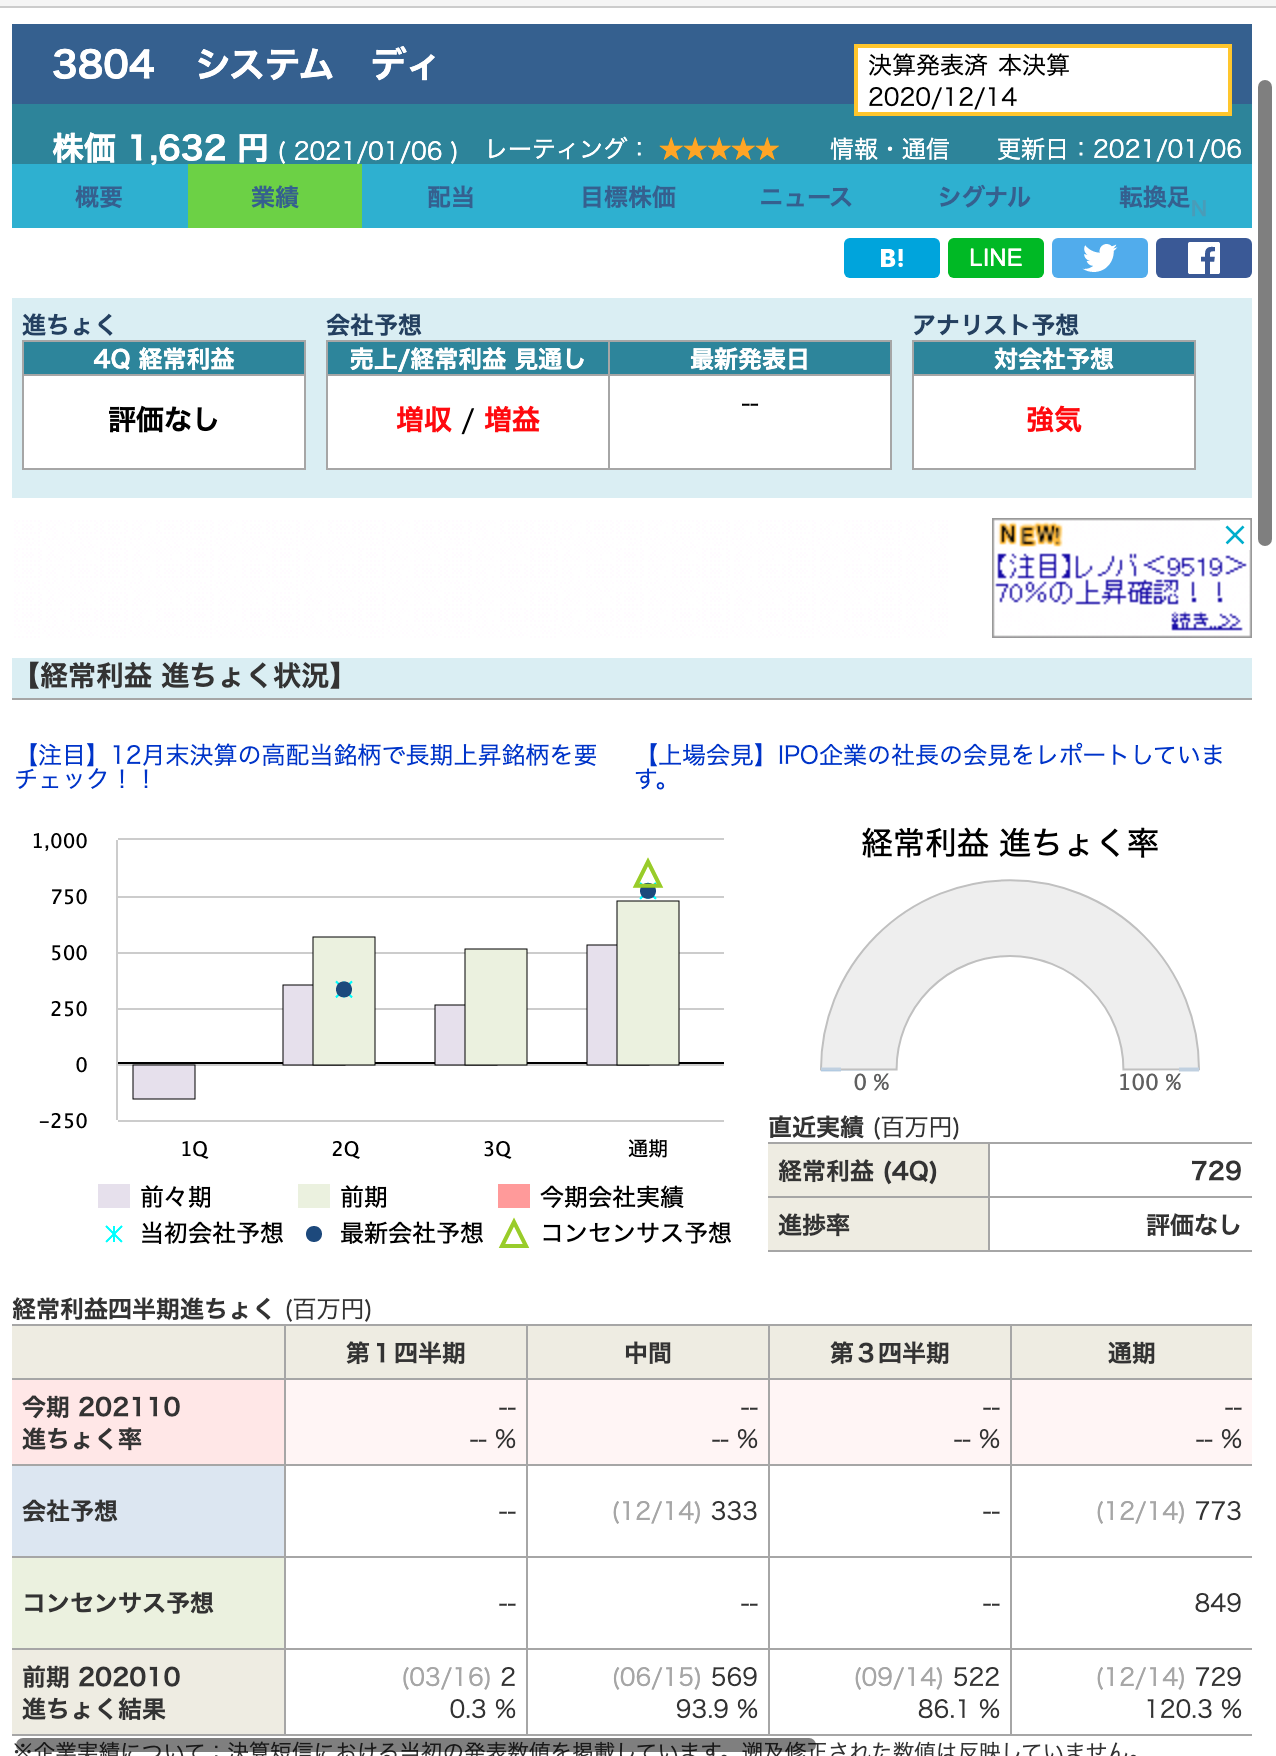 3804 システム ディ
決算発表済 本決算
2020/12/14
株価 1,632 円 ( 2021/01/06 ) レーティング： ★★★★★ 情報・通信 更新日：2021/01/06
概要 業績 配当 目標株価 ニュース シグナル 転換足
N
B! LINE
進ちょく 会社予想 アナリスト予想
4Q 経常利益 売上/経常利益 見通し 最新発表日 対会社予想
評価なし 増収 / 増益 -- 強気
NEW!
【注目】レノバ<9519>
70%の上昇確認！！
続き..>>
【経常利益 進ちょく状況】
【注目】12月末決算の高配当銘柄で長期上昇銘柄を要
チェック！！
【上場会見】IPO企業の社長の会見をレポートしていま
す。
経常利益 進ちょく率
1,000
750
500
250
0
-250
1Q 2Q 3Q 通期
0 % 100 %
前々期 前期 今期会社実績
当初会社予想 最新会社予想 コンセンサス予想
直近実績 (百万円)
経常利益 (4Q) 729
進捗率 評価なし
経常利益四半期進ちょく (百万円)
第１四半期 中間 第３四半期 通期
今期 202110 -- -- -- --
進ちょく率 -- % -- % -- % -- %
会社予想 -- (12/14) 333 -- (12/14) 773
コンセンサス予想 -- -- -- 849
前期 202010 (03/16) 2 (06/15) 569 (09/14) 522 (12/14) 729
進ちょく結果 0.3 % 93.9 % 86.1 % 120.3 %
※企業実績について：決算短信における当初の発表数値を掲載しています。遡及修正された数値は反映していません。